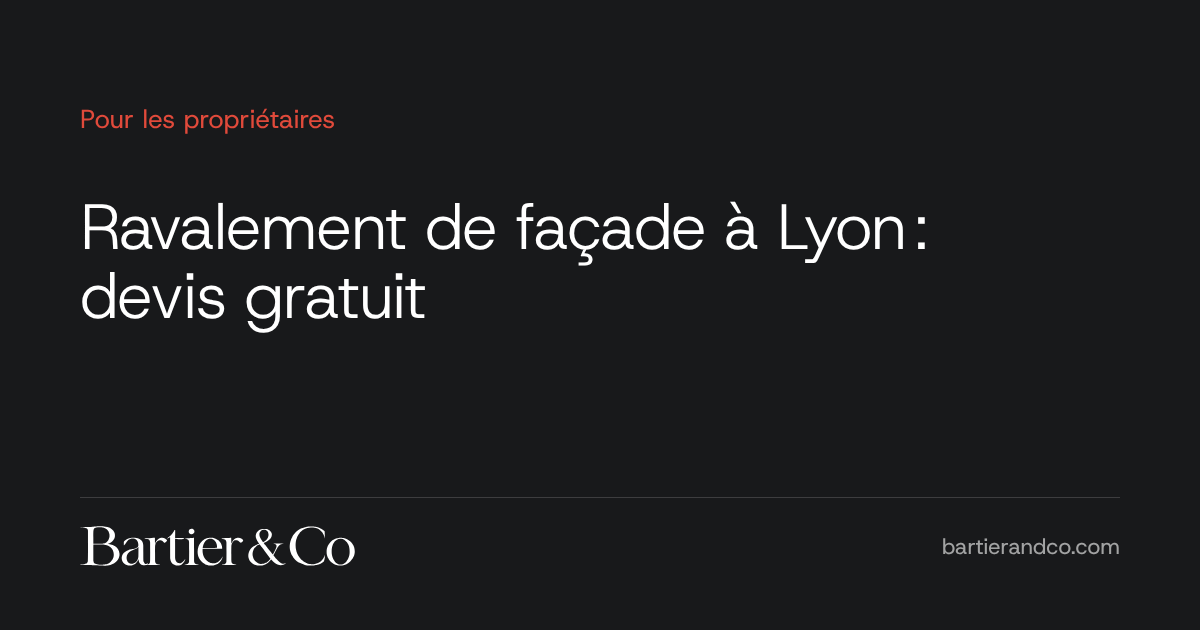 Pour les propriétaires
Ravalement de façade à Lyon :
devis gratuit
Bartier & Co
bartierandco.com